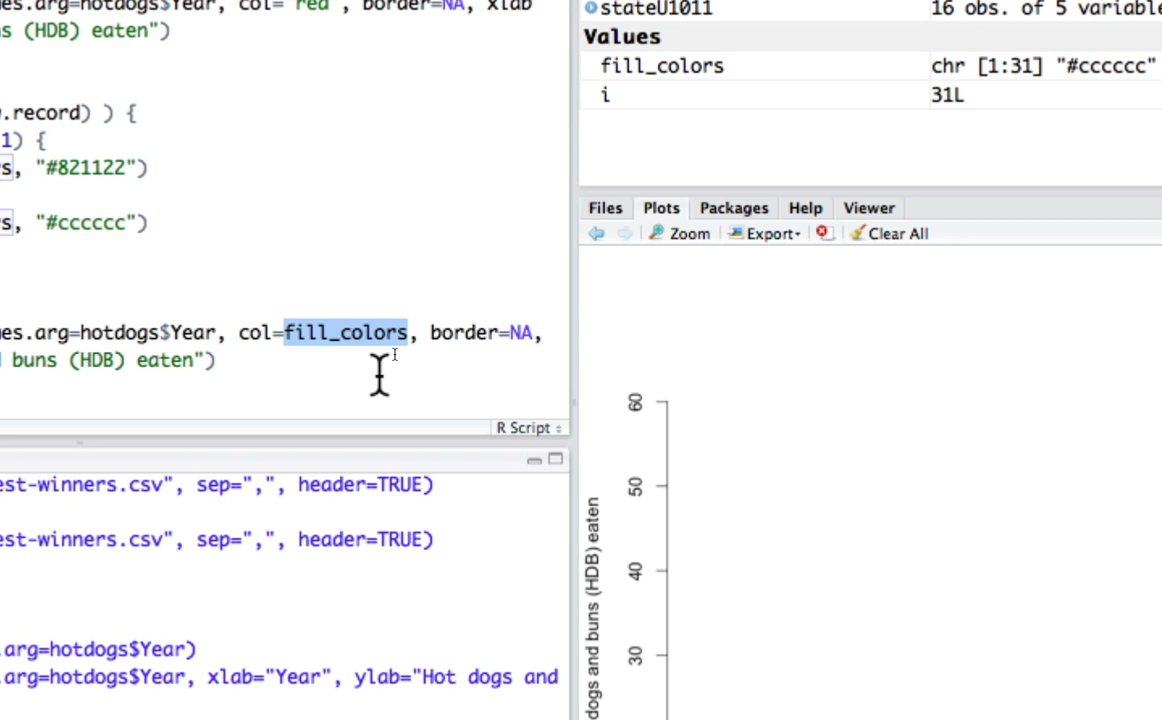 nes.arg=hotdogs$Year, col="red", border=NA, xlab
s (HDB) eaten")
.record) ) {
1) {
s, "#821122")
s, "#cccccc")
nes.arg=hotdogs$Year, col=fill_colors, border=NA,
buns (HDB) eaten")
R Script
est-winners.csv", sep=",", header=TRUE)
est-winners.csv", sep=",", header=TRUE)
.arg=hotdogs$Year)
.arg=hotdogs$Year, xlab="Year", ylab="Hot dogs and
stateU1011 16 obs. of 5 variable
Values
fill_colors chr [1:31] "#cccccc"
i 31L
Files Plots Packages Help Viewer
Zoom Export Clear All
60
50
40
30
dogs and buns (HDB) eaten